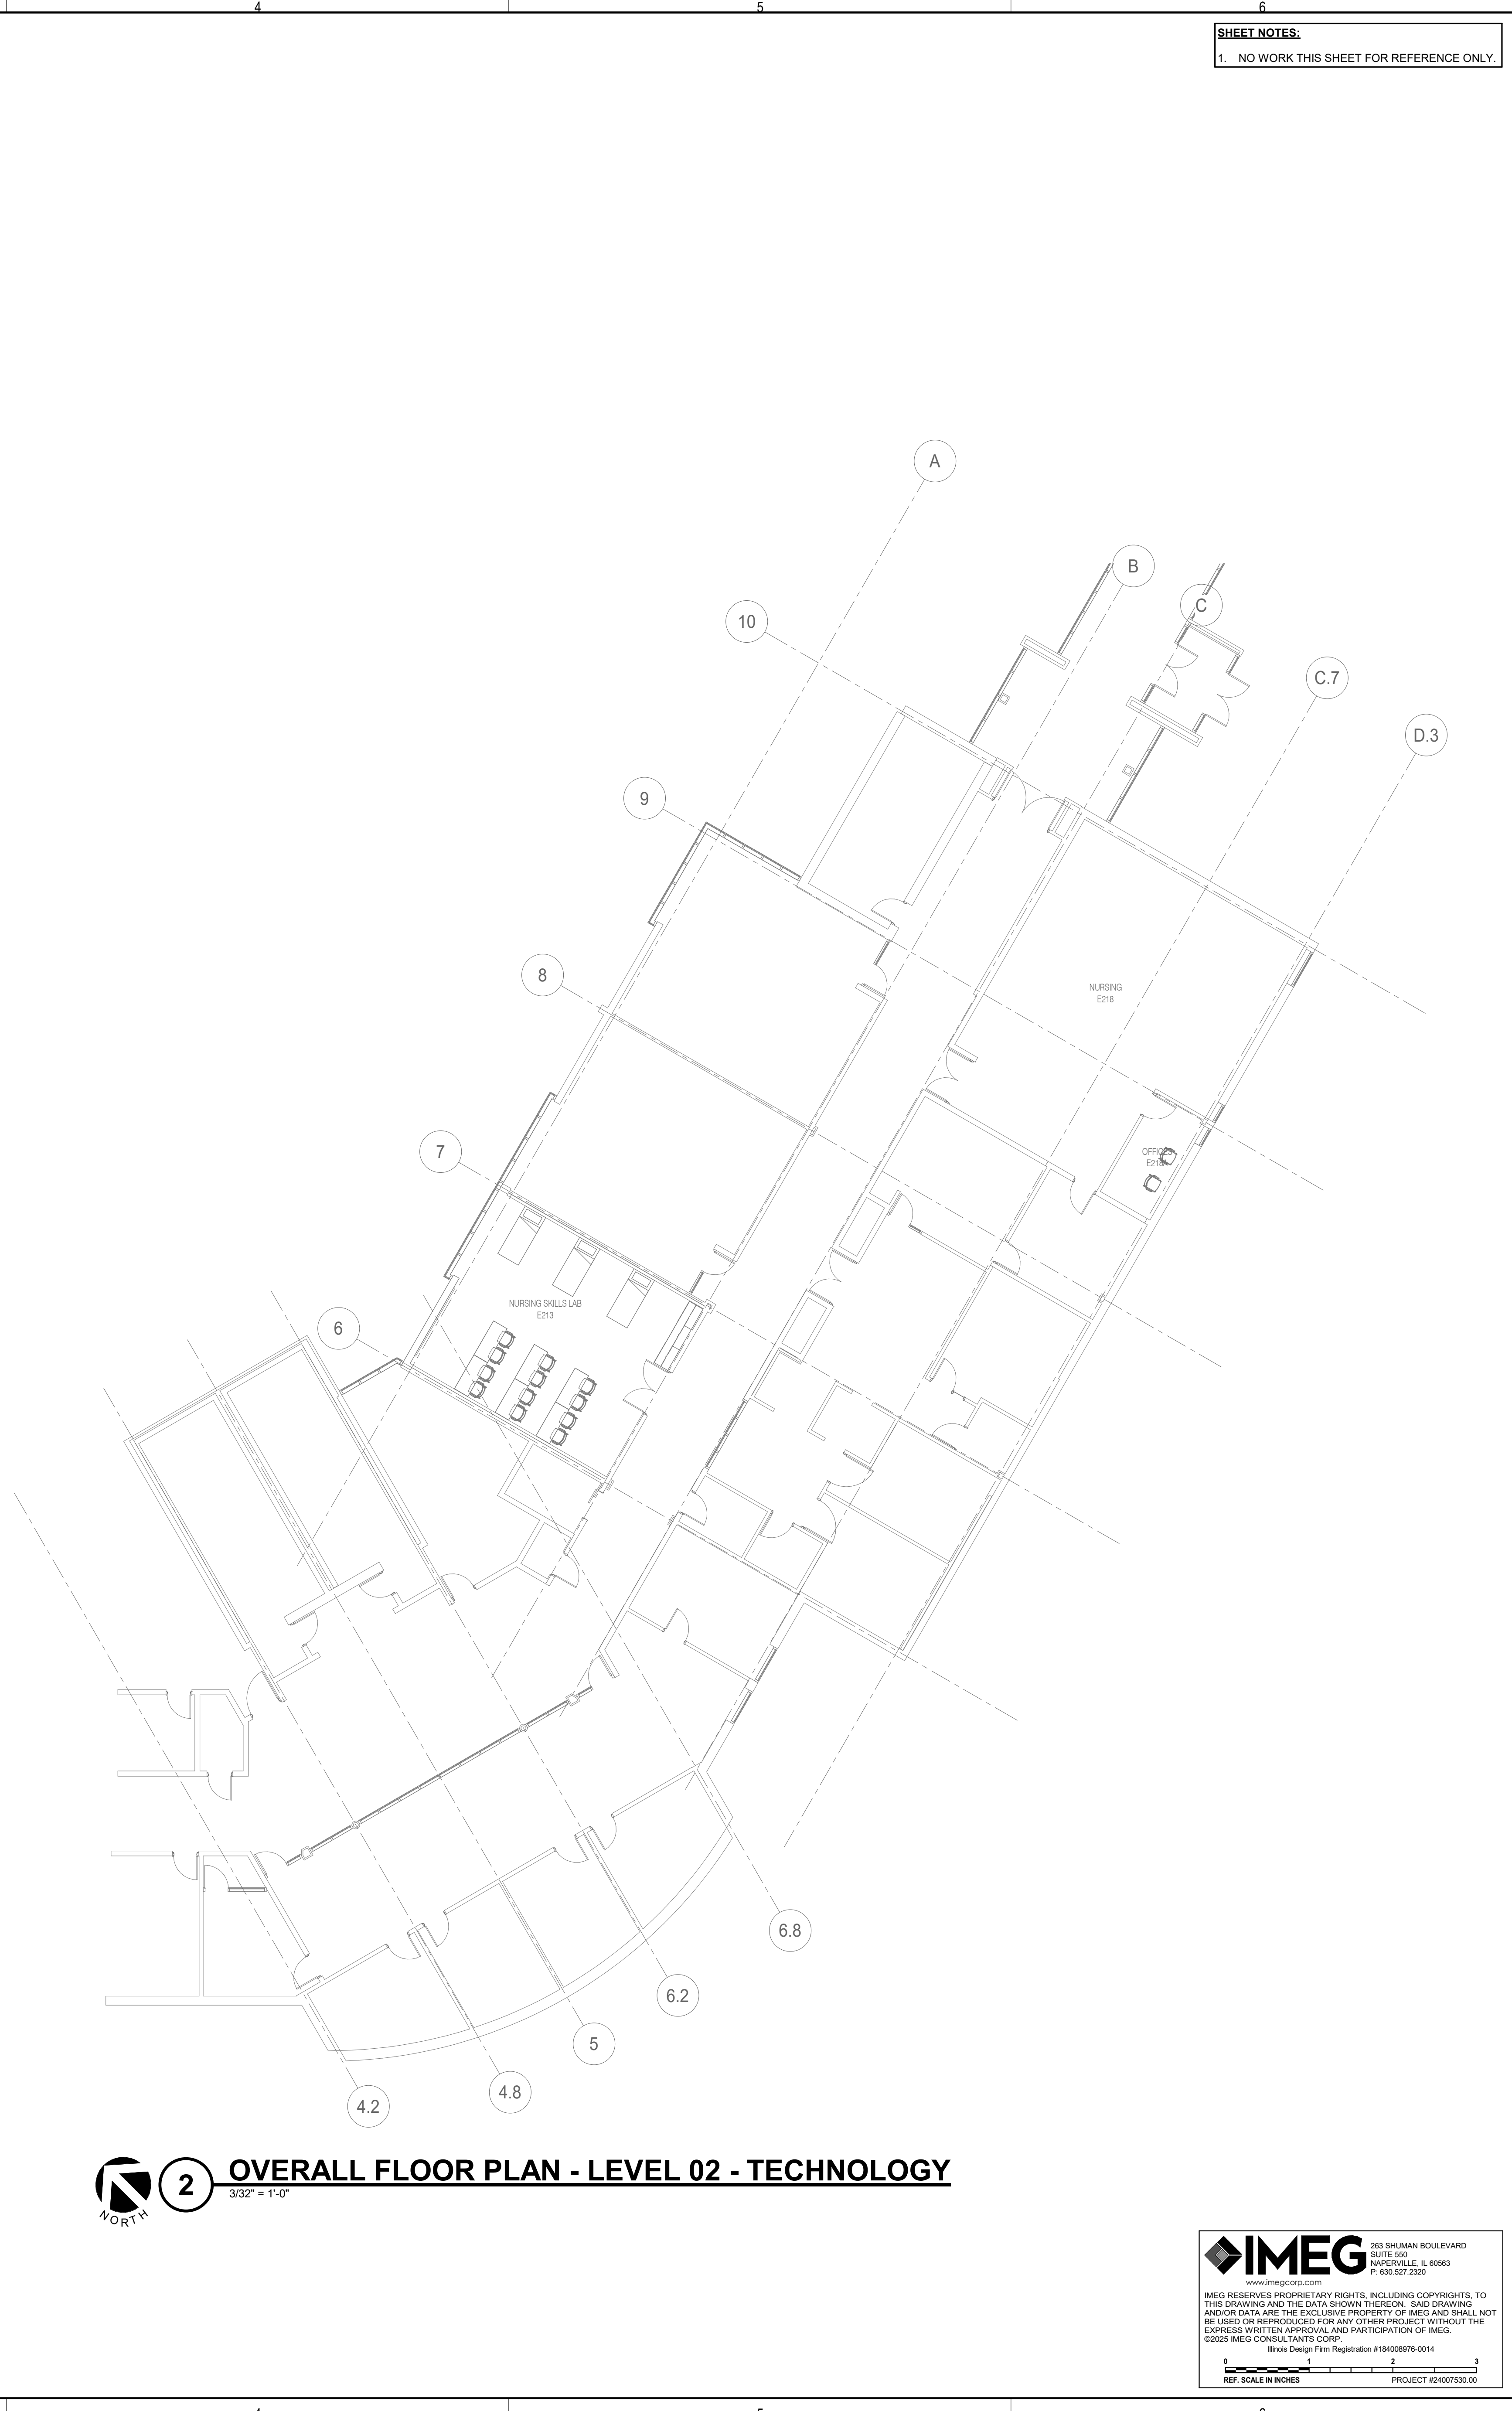 4 5 6
SHEET NOTES:
1. NO WORK THIS SHEET FOR REFERENCE ONLY.
A
B
C
10
C.7
D.3
9
8
NURSING
E218
7
OFFICES
E218A
NURSING SKILLS LAB
E213
6
6.8
6.2
5
4.8
4.2
2
OVERALL FLOOR PLAN - LEVEL 02 - TECHNOLOGY
3/32" = 1'-0"
NORTH
IMEG
www.imegcorp.com
263 SHUMAN BOULEVARD
SUITE 550
NAPERVILLE, IL 60563
P: 630.527.2320
IMEG RESERVES PROPRIETARY RIGHTS, INCLUDING COPYRIGHTS, TO
THIS DRAWING AND THE DATA SHOWN THEREON. SAID DRAWING
AND/OR DATA ARE THE EXCLUSIVE PROPERTY OF IMEG AND SHALL NOT
BE USED OR REPRODUCED FOR ANY OTHER PROJECT WITHOUT THE
EXPRESS WRITTEN APPROVAL AND PARTICIPATION OF IMEG.
©2025 IMEG CONSULTANTS CORP.
Illinois Design Firm Registration #184008976-0014
0 1 2 3
REF. SCALE IN INCHES PROJECT #24007530.00